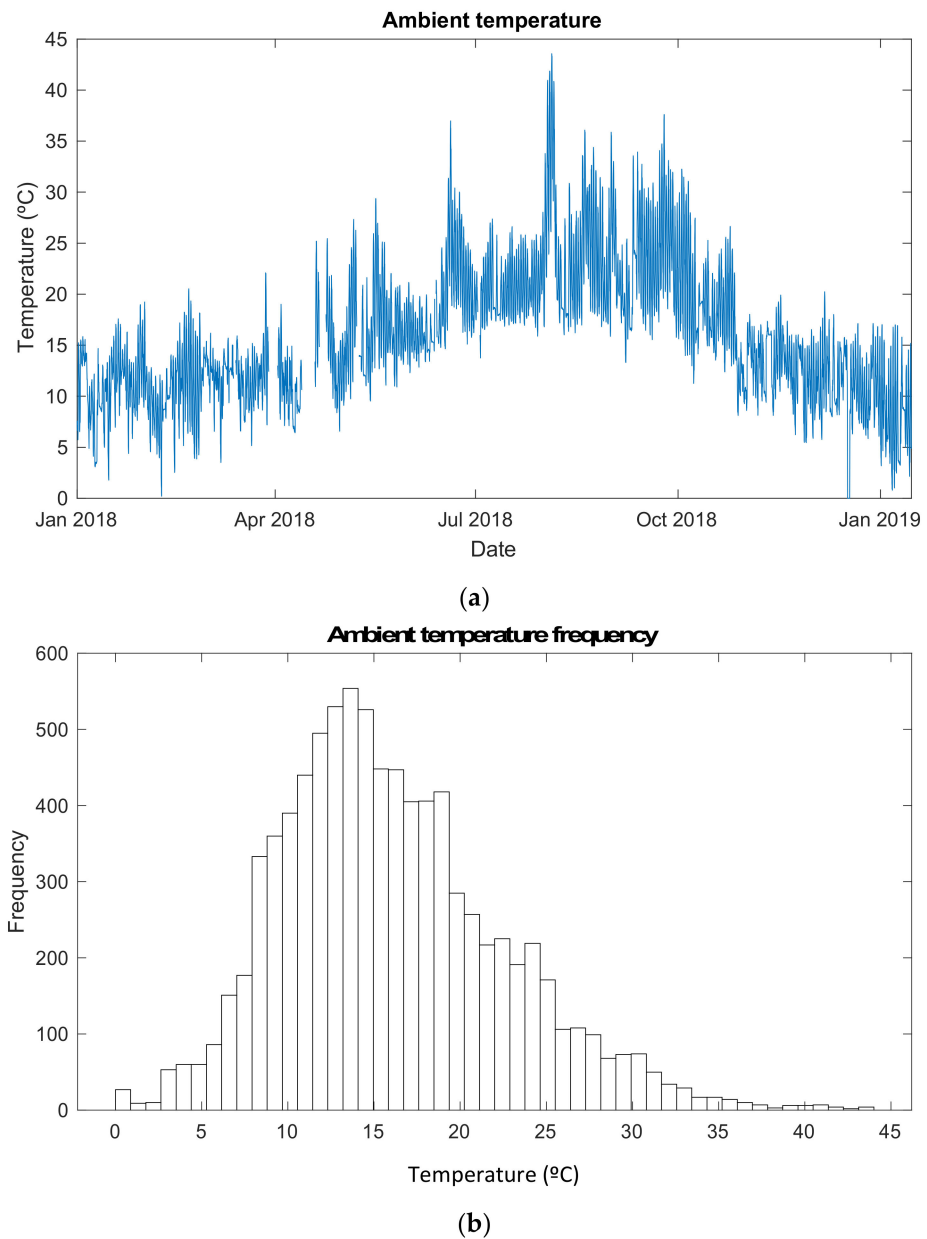 Ambient temperature
45
40
35
30
25
20
15
10
5
0
Temperature (ºC)
Jan 2018 Apr 2018 Jul 2018 Oct 2018 Jan 2019
Date
(a)
Ambient temperature frequency
600
500
400
300
200
100
0
Frequency
0 5 10 15 20 25 30 35 40 45
Temperature (ºC)
(b)